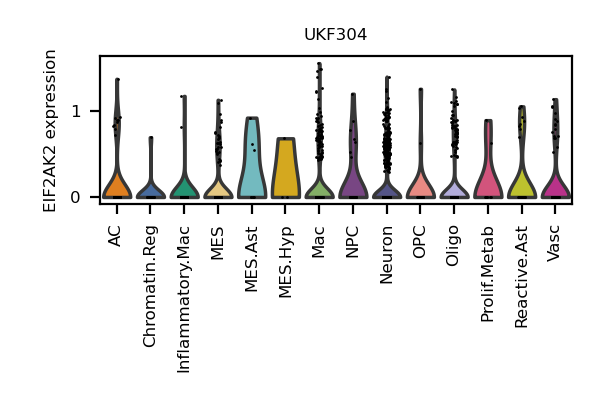 UKF304
EIF2AK2 expression
1
0
AC
Chromatin.Reg
Inflammatory.Mac
MES
MES.Ast
MES.Hyp
Mac
NPC
Neuron
OPC
Oligo
Prolif.Metab
Reactive.Ast
Vasc